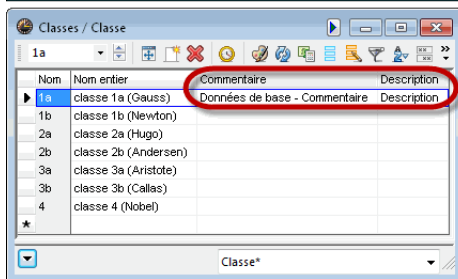 Classes / Classe
1a
Nom Nom entier Commentaire Description
1a classe 1a (Gauss) Données de base - Commentaire Description
1b classe 1b (Newton)
2a classe 2a (Hugo)
2b classe 2b (Andersen)
3a classe 3a (Aristote)
3b classe 3b (Callas)
4 classe 4 (Nobel)
*
Classe*